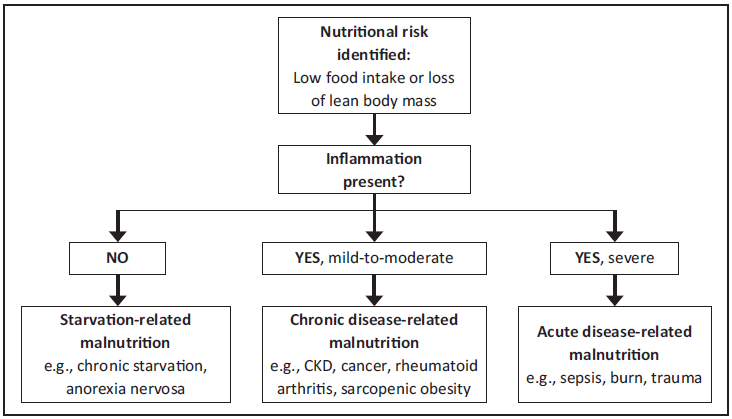 Nutritional risk
identified:
Low food intake or loss
of lean body mass
Inflammation
present?
NO
YES, mild-to-moderate
YES, severe
Starvation-related
malnutrition
e.g., chronic starvation,
anorexia nervosa
Chronic disease-related
malnutrition
e.g., CKD, cancer, rheumatoid
arthritis, sarcopenic obesity
Acute disease-related
malnutrition
e.g., sepsis, burn, trauma